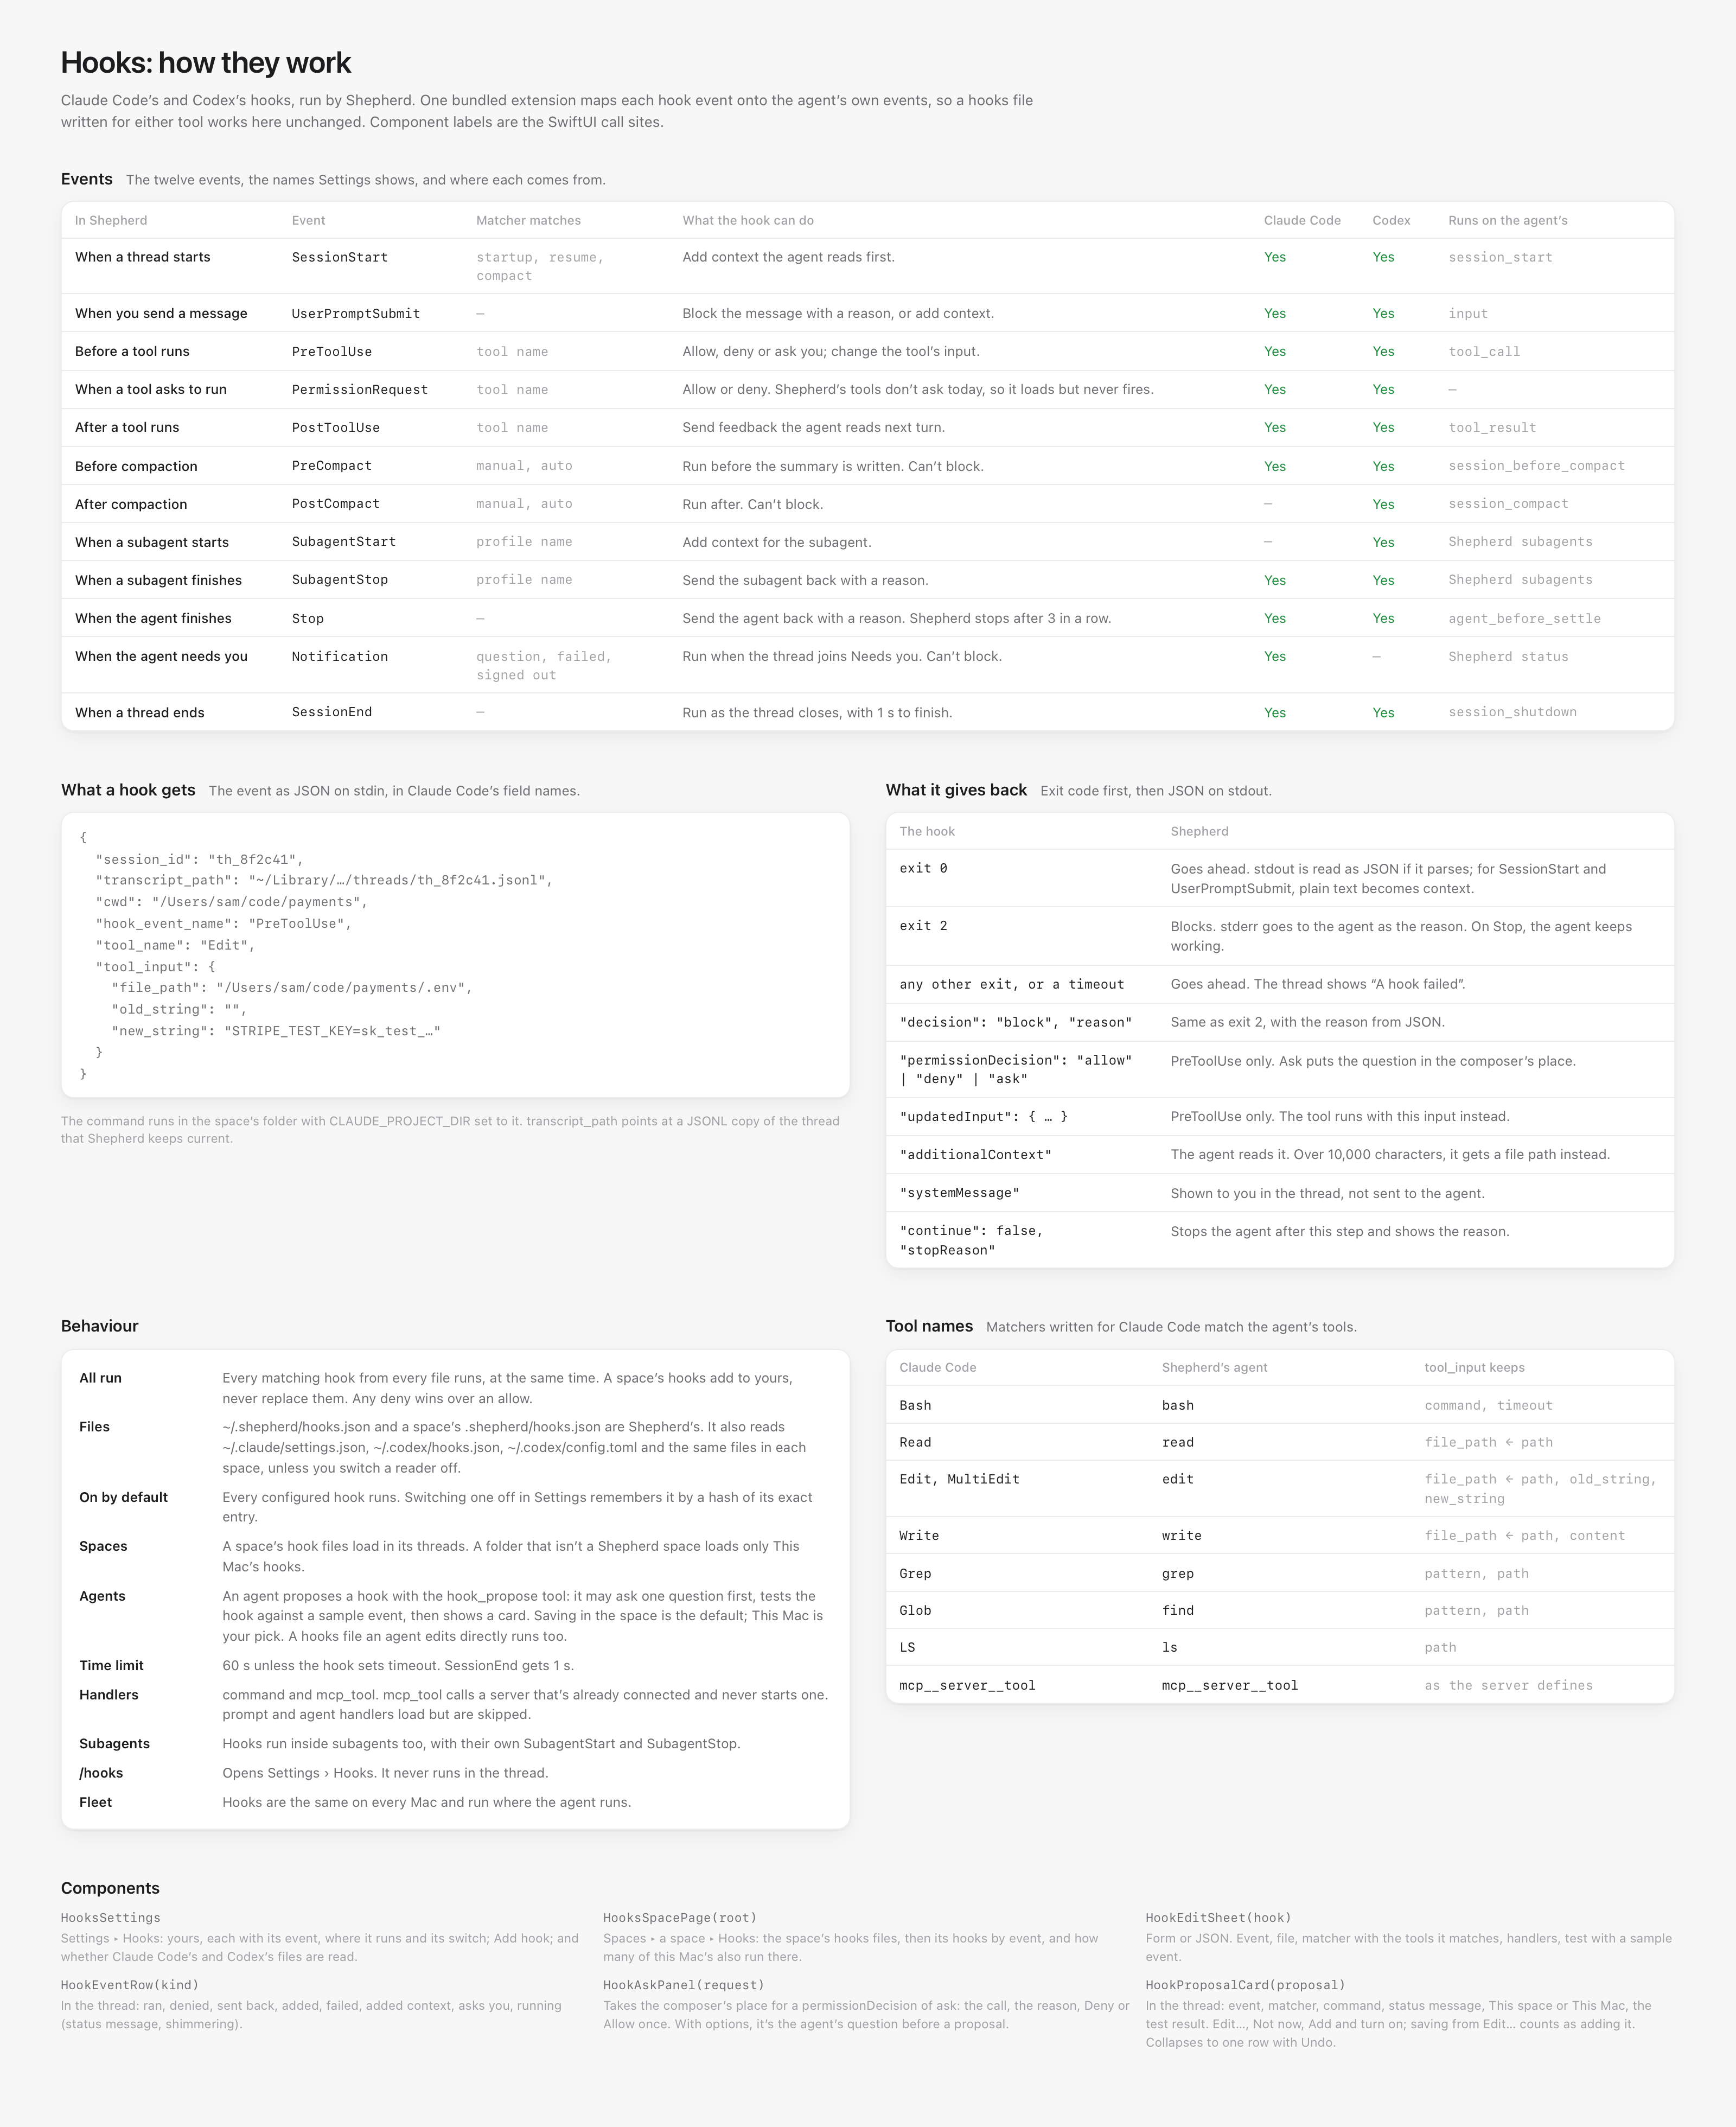 Hooks: how they work
Claude Code’s and Codex’s hooks, run by Shepherd. One bundled extension maps each hook event onto the agent’s own events, so a hooks file
written for either tool works here unchanged. Component labels are the SwiftUI call sites.
Events The twelve events, the names Settings shows, and where each comes from.
In Shepherd Event Matcher matches What the hook can do Claude Code Codex Runs on the agent’s
When a thread starts SessionStart startup, resume, Add context the agent reads first. Yes Yes session_start
compact
When you send a message UserPromptSubmit — Block the message with a reason, or add context. Yes Yes input
Before a tool runs PreToolUse tool name Allow, deny or ask you; change the tool’s input. Yes Yes tool_call
When a tool asks to run PermissionRequest tool name Allow or deny. Shepherd’s tools don’t ask today, so it loads but never fires. Yes Yes —
After a tool runs PostToolUse tool name Send feedback the agent reads next turn. Yes Yes tool_result
Before compaction PreCompact manual, auto Run before the summary is written. Can’t block. Yes Yes session_before_compact
After compaction PostCompact manual, auto Run after. Can’t block. — Yes session_compact
When a subagent starts SubagentStart profile name Add context for the subagent. — Yes Shepherd subagents
When a subagent finishes SubagentStop profile name Send the subagent back with a reason. Yes Yes Shepherd subagents
When the agent finishes Stop — Send the agent back with a reason. Shepherd stops after 3 in a row. Yes Yes agent_before_settle
When the agent needs you Notification question, failed, Run when the thread joins Needs you. Can’t block. Yes — Shepherd status
signed out
When a thread ends SessionEnd — Run as the thread closes, with 1 s to finish. Yes Yes session_shutdown
What a hook gets The event as JSON on stdin, in Claude Code’s field names.
{
"session_id": "th_8f2c41",
"transcript_path": "~/Library/…/threads/th_8f2c41.jsonl",
"cwd": "/Users/sam/code/payments",
"hook_event_name": "PreToolUse",
"tool_name": "Edit",
"tool_input": {
"file_path": "/Users/sam/code/payments/.env",
"old_string": "",
"new_string": "STRIPE_TEST_KEY=sk_test_…"
}
}
The command runs in the space’s folder with CLAUDE_PROJECT_DIR set to it. transcript_path points at a JSONL copy of the thread
that Shepherd keeps current.
What it gives back Exit code first, then JSON on stdout.
The hook Shepherd
exit 0 Goes ahead. stdout is read as JSON if it parses; for SessionStart and
UserPromptSubmit, plain text becomes context.
exit 2 Blocks. stderr goes to the agent as the reason. On Stop, the agent keeps
working.
any other exit, or a timeout Goes ahead. The thread shows “A hook failed”.
"decision": "block", "reason" Same as exit 2, with the reason from JSON.
"permissionDecision": "allow" PreToolUse only. Ask puts the question in the composer’s place.
| "deny" | "ask"
"updatedInput": { … } PreToolUse only. The tool runs with this input instead.
"additionalContext" The agent reads it. Over 10,000 characters, it gets a file path instead.
"systemMessage" Shown to you in the thread, not sent to the agent.
"continue": false, Stops the agent after this step and shows the reason.
"stopReason"
Behaviour
All run Every matching hook from every file runs, at the same time. A space’s hooks add to yours,
never replace them. Any deny wins over an allow.
Files ~/.shepherd/hooks.json and a space’s .shepherd/hooks.json are Shepherd’s. It also reads
~/.claude/settings.json, ~/.codex/hooks.json, ~/.codex/config.toml and the same files in each
space, unless you switch a reader off.
On by default Every configured hook runs. Switching one off in Settings remembers it by a hash of its exact
entry.
Spaces A space’s hook files load in its threads. A folder that isn’t a Shepherd space loads only This
Mac’s hooks.
Agents An agent proposes a hook with the hook_propose tool: it may ask one question first, tests the
hook against a sample event, then shows a card. Saving in the space is the default; This Mac is
your pick. A hooks file an agent edits directly runs too.
Time limit 60 s unless the hook sets timeout. SessionEnd gets 1 s.
Handlers command and mcp_tool. mcp_tool calls a server that’s already connected and never starts one.
prompt and agent handlers load but are skipped.
Subagents Hooks run inside subagents too, with their own SubagentStart and SubagentStop.
/hooks Opens Settings › Hooks. It never runs in the thread.
Fleet Hooks are the same on every Mac and run where the agent runs.
Tool names Matchers written for Claude Code match the agent’s tools.
Claude Code Shepherd’s agent tool_input keeps
Bash bash command, timeout
Read read file_path ← path
Edit, MultiEdit edit file_path ← path, old_string,
new_string
Write write file_path ← path, content
Grep grep pattern, path
Glob find pattern, path
LS ls path
mcp__server__tool mcp__server__tool as the server defines
Components
HooksSettings
Settings ▸ Hooks: yours, each with its event, where it runs and its switch; Add hook; and
whether Claude Code’s and Codex’s files are read.
HooksSpacePage(root)
Spaces ▸ a space ▸ Hooks: the space’s hooks files, then its hooks by event, and how
many of this Mac’s also run there.
HookEditSheet(hook)
Form or JSON. Event, file, matcher with the tools it matches, handlers, test with a sample
event.
HookEventRow(kind)
In the thread: ran, denied, sent back, added, failed, added context, asks you, running
(status message, shimmering).
HookAskPanel(request)
Takes the composer’s place for a permissionDecision of ask: the call, the reason, Deny or
Allow once. With options, it’s the agent’s question before a proposal.
HookProposalCard(proposal)
In the thread: event, matcher, command, status message, This space or This Mac, the
test result. Edit…, Not now, Add and turn on; saving from Edit… counts as adding it.
Collapses to one row with Undo.